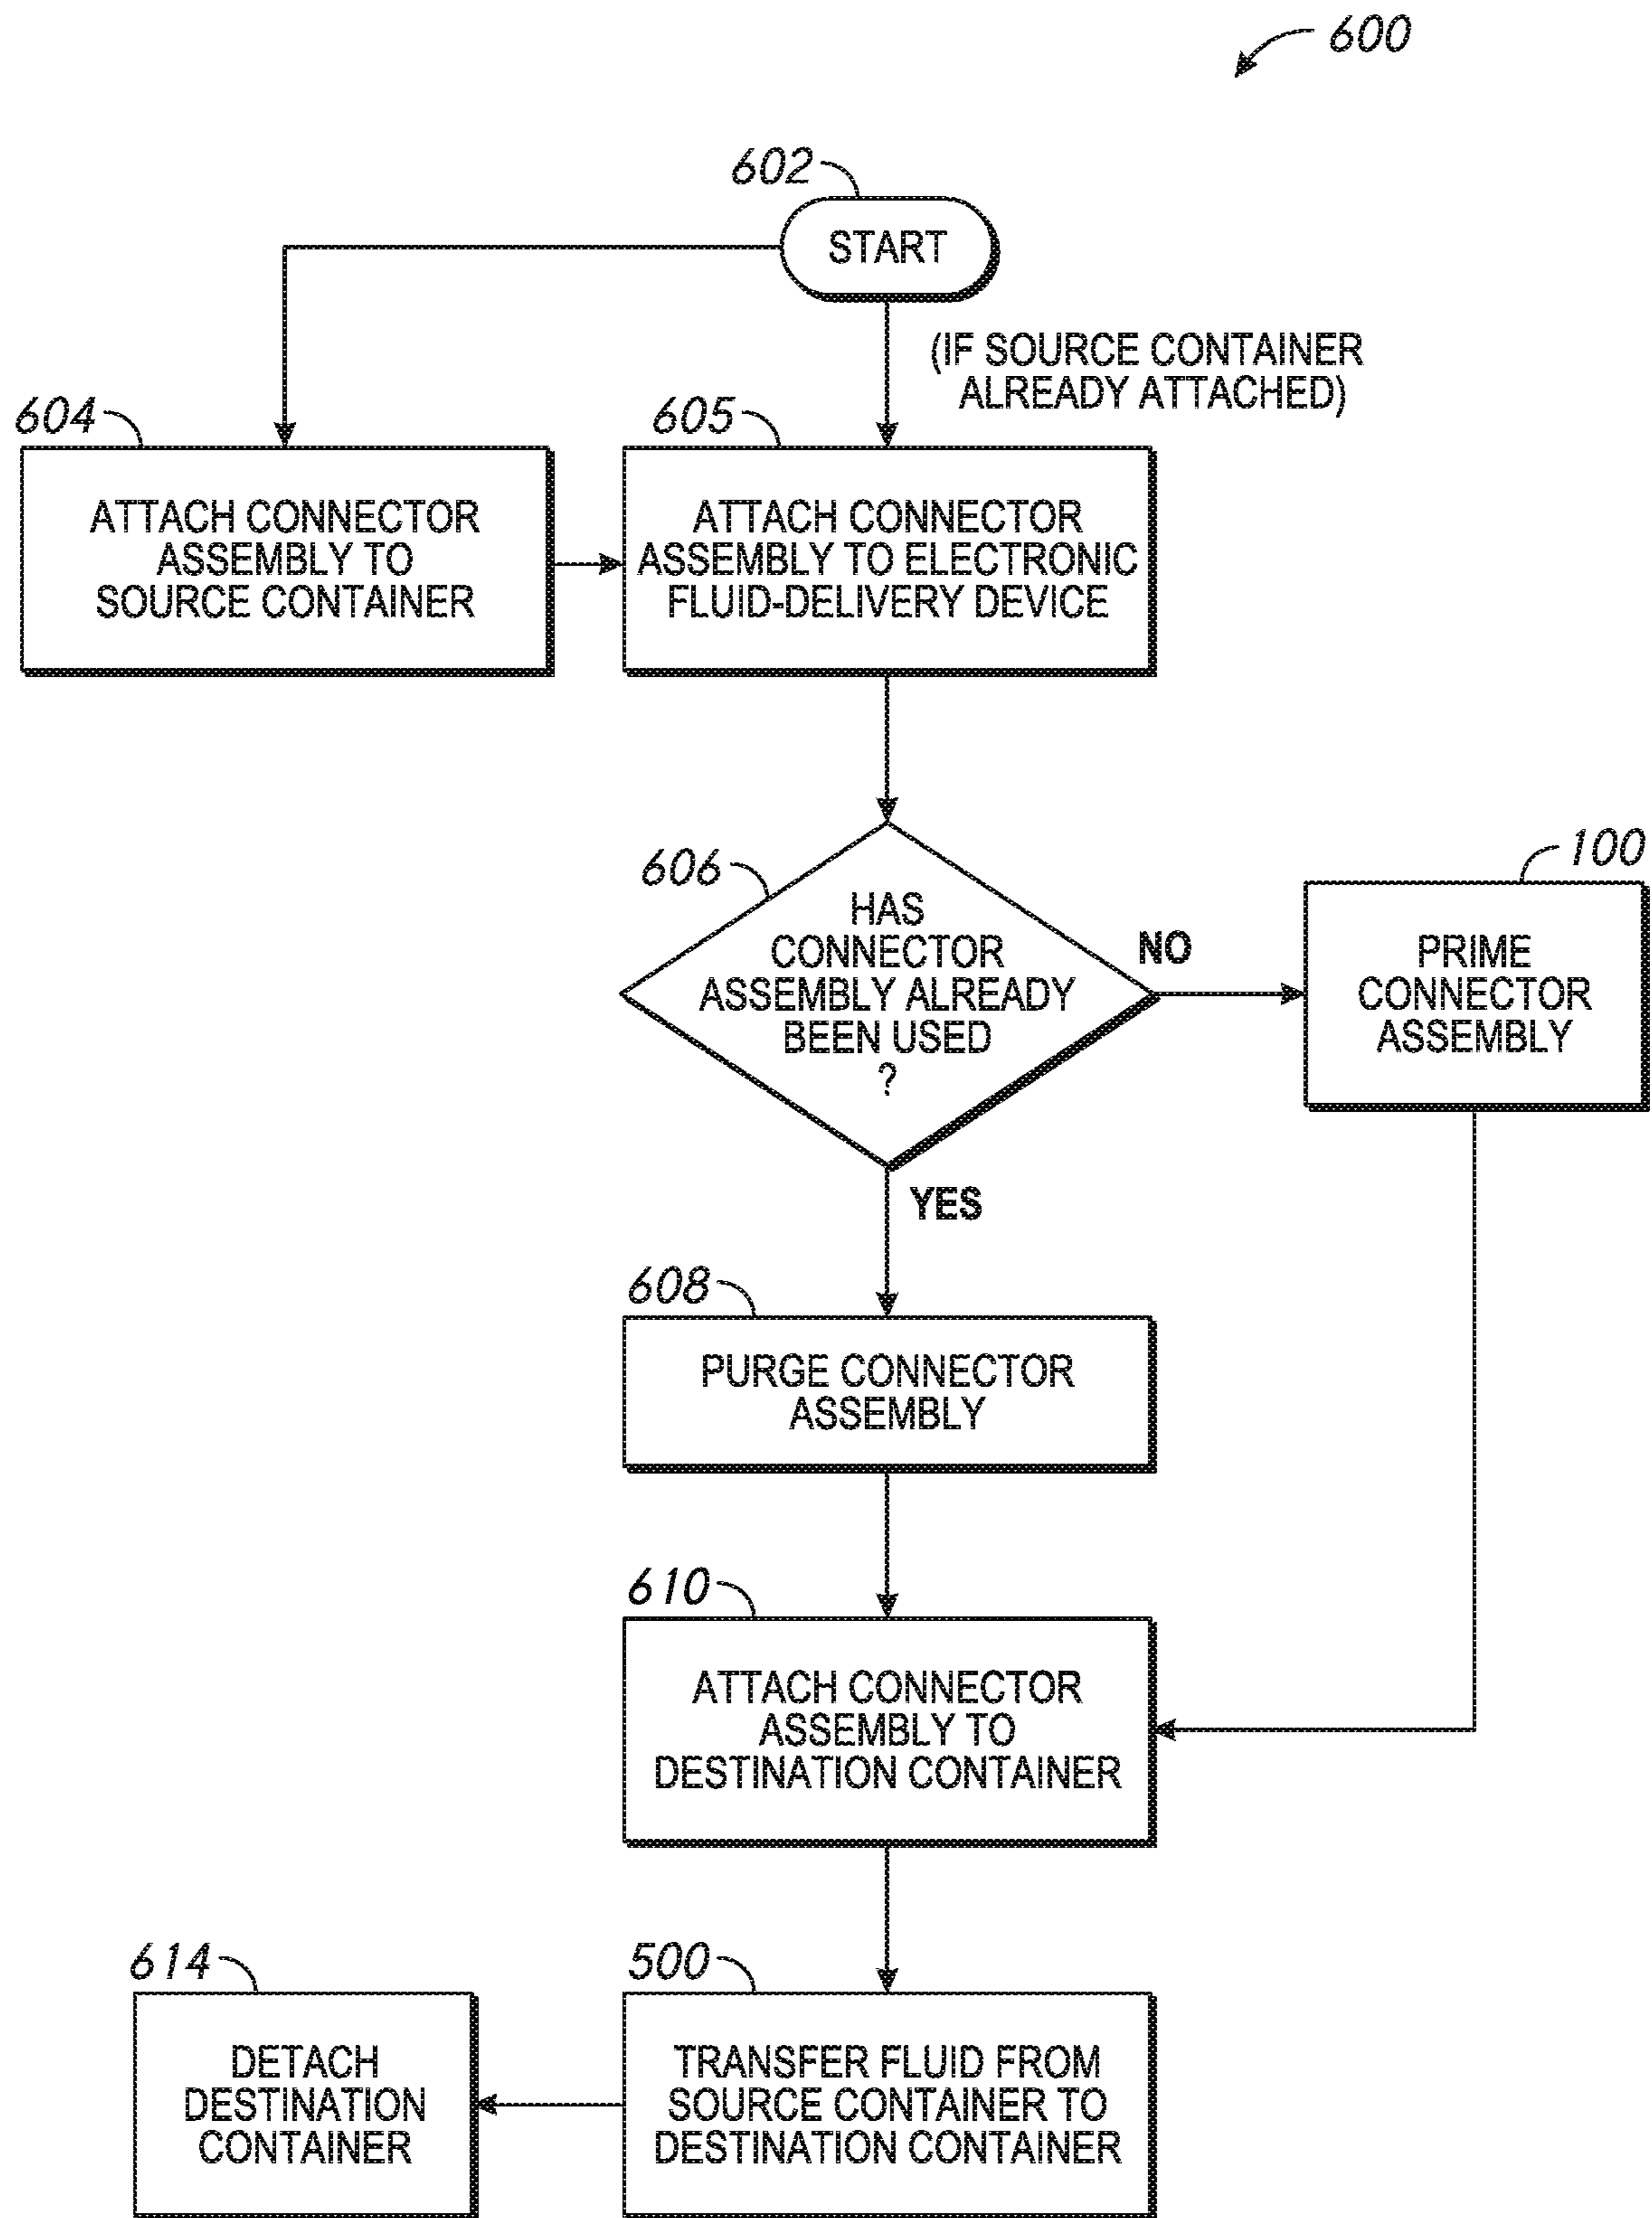 600
602
START
(IF SOURCE CONTAINER
ALREADY ATTACHED)
604
ATTACH CONNECTOR
ASSEMBLY TO
SOURCE CONTAINER
605
ATTACH CONNECTOR
ASSEMBLY TO ELECTRONIC
FLUID-DELIVERY DEVICE
606
HAS
CONNECTOR
ASSEMBLY ALREADY
BEEN USED
?
NO
100
PRIME
CONNECTOR
ASSEMBLY
YES
608
PURGE CONNECTOR
ASSEMBLY
610
ATTACH CONNECTOR
ASSEMBLY TO
DESTINATION CONTAINER
500
TRANSFER FLUID FROM
SOURCE CONTAINER TO
DESTINATION CONTAINER
614
DETACH
DESTINATION
CONTAINER